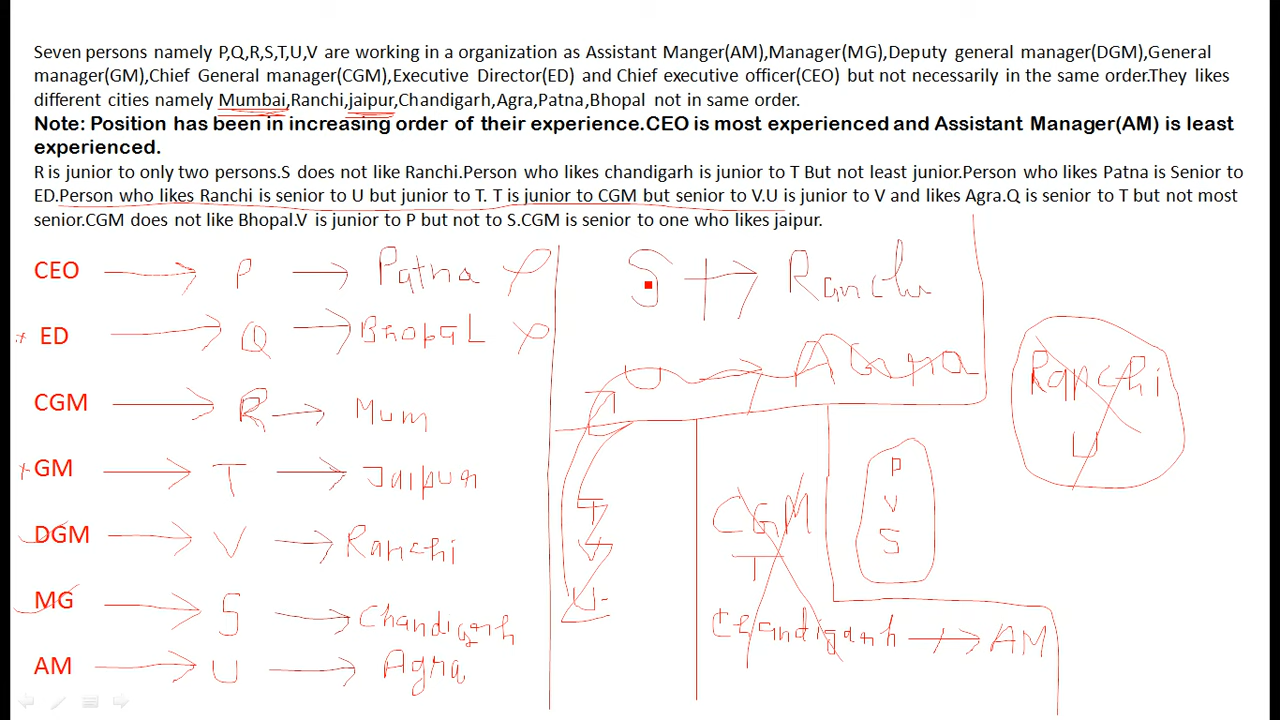 Seven persons namely P,Q,R,S,T,U,V are working in a organization as Assistant Manger(AM),Manager(MG),Deputy general manager(DGM),General
manager(GM),Chief General manager(CGM),Executive Director(ED) and Chief executive officer(CEO) but not necessarily in the same order.They likes
different cities namely Mumbai,Ranchi,jaipur,Chandigarh,Agra,Patna,Bhopal not in same order.
Note: Position has been in increasing order of their experience.CEO is most experienced and Assistant Manager(AM) is least
experienced.
R is junior to only two persons.S does not like Ranchi.Person who likes chandigarh is junior to T But not least junior.Person who likes Patna is Senior to
ED.Person who likes Ranchi is senior to U but junior to T. T is junior to CGM but senior to V.U is junior to V and likes Agra.Q is senior to T but not most
senior.CGM does not like Bhopal.V is junior to P but not to S.CGM is senior to one who likes jaipur.
CEO P Patna
ED Q Bhopal
CGM R Mum
GM T Jaipur
DGM V Ranchi
MG S Chandigarh
AM U Agra
S Ranchi
U Agra
T
V
U
CGM
T
Chandigarh AM
P
V
S
Ranchi
U